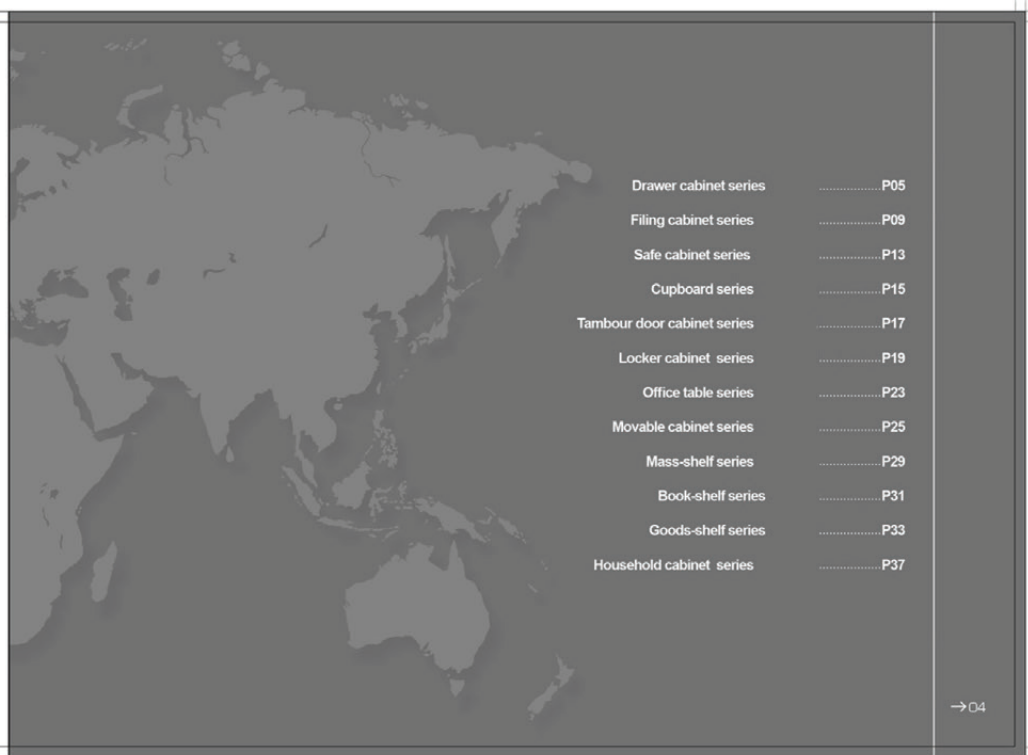 Drawer cabinet series .................P05
Filing cabinet series .................P09
Safe cabinet series .................P13
Cupboard series .................P15
Tambour door cabinet series .................P17
Locker cabinet series .................P19
Office table series .................P23
Movable cabinet series .................P25
Mass-shelf series .................P29
Book-shelf series .................P31
Goods-shelf series .................P33
Household cabinet series .................P37
→04